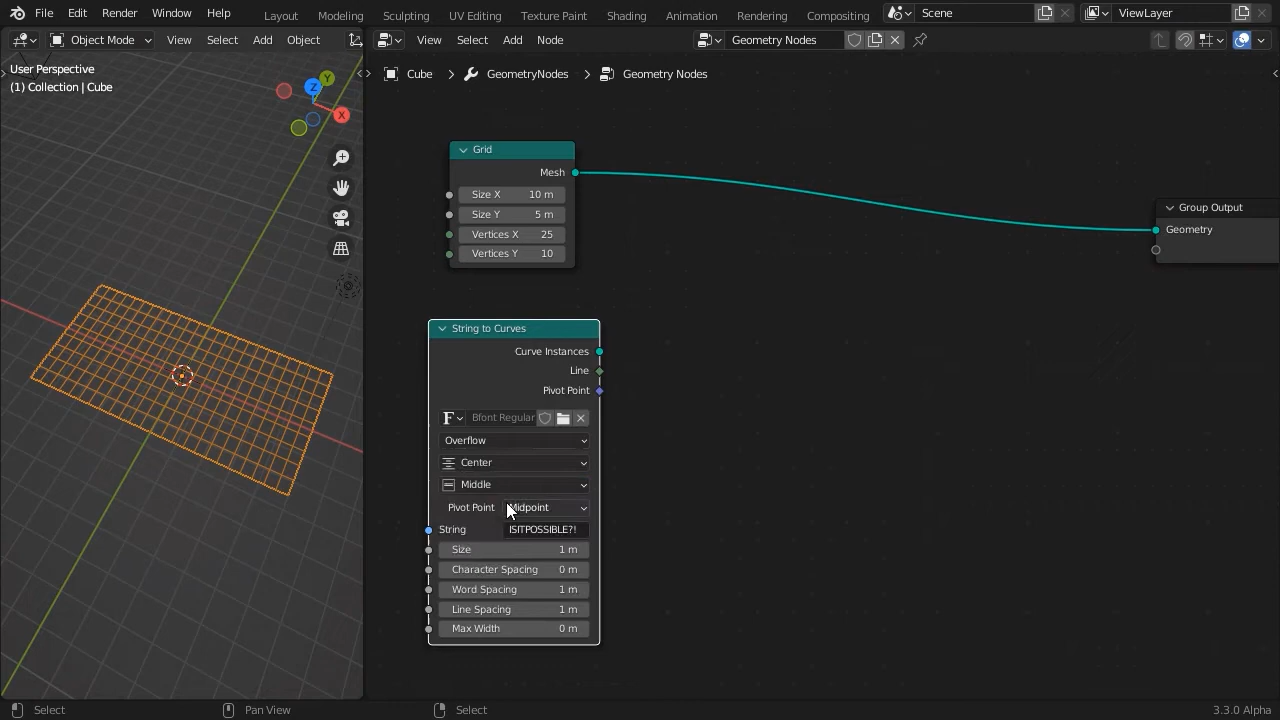 File Edit Render Window Help Layout Modeling Sculpting UV Editing Texture Paint Shading Animation Rendering Compositing Scene ViewLayer
Object Mode View Select Add Object View Select Add Node Geometry Nodes
User Perspective
(1) Collection | Cube
Z
Y
X
Cube GeometryNodes Geometry Nodes
Grid
Mesh
Size X 10 m
Size Y 5 m
Vertices X 25
Vertices Y 10
Group Output
Geometry
String to Curves
Curve Instances
Line
Pivot Point
F Bfont Regular
Overflow
Center
Middle
Pivot Point Midpoint
String ISITPOSSIBLE?!
Size 1 m
Character Spacing 0 m
Word Spacing 1 m
Line Spacing 1 m
Max Width 0 m
Select Pan View Select 3.3.0 Alpha